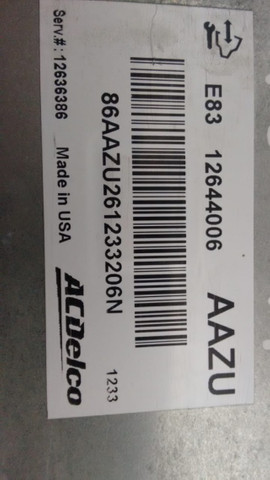 E83 12644006 AAZU
86AAZU261233206N 1233
Serv.#: 12636386 Made in USA ACDelco